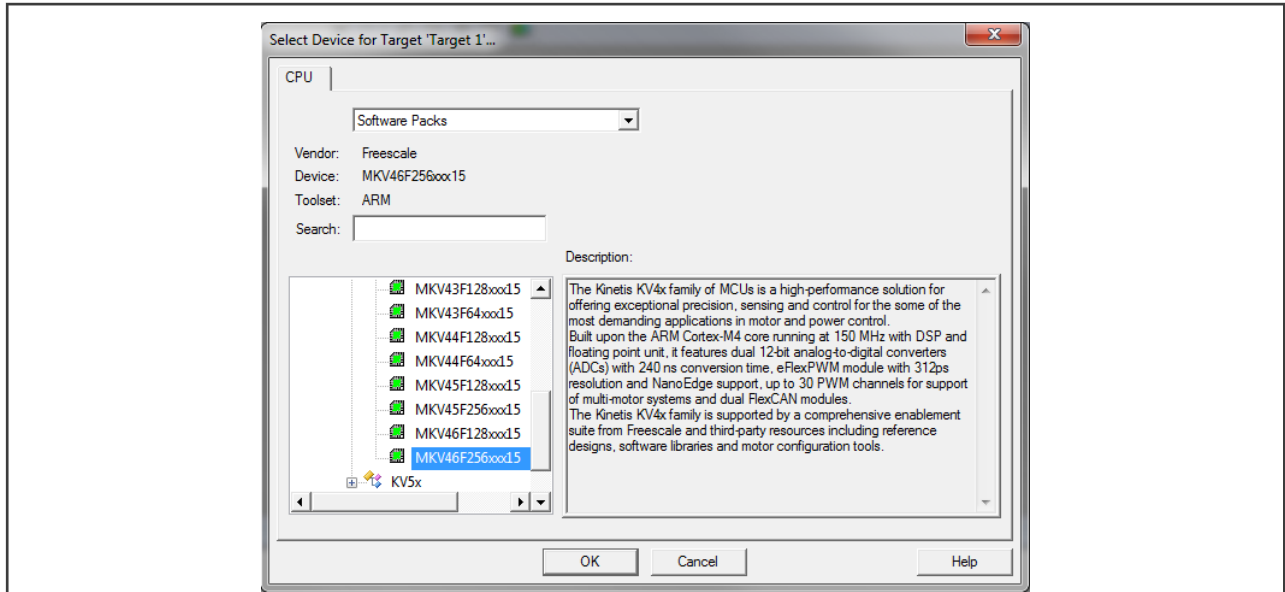 Select Device for Target 'Target 1'...
CPU
Software Packs
Vendor: Freescale
Device: MKV46F256xxx15
Toolset: ARM
Search:
Description:
MKV43F128xxx15
MKV43F64xxx15
MKV44F128xxx15
MKV44F64xxx15
MKV45F128xxx15
MKV45F256xxx15
MKV46F128xxx15
MKV46F256xxx15
KV5x
The Kinetis KV4x family of MCUs is a high-performance solution for
offering exceptional precision, sensing and control for the some of the
most demanding applications in motor and power control.
Built upon the ARM Cortex-M4 core running at 150 MHz with DSP and
floating point unit, it features dual 12-bit analog-to-digital converters
(ADCs) with 240 ns conversion time, eFlexPWM module with 312ps
resolution and NanoEdge support, up to 30 PWM channels for support
of multi-motor systems and dual FlexCAN modules.
The Kinetis KV4x family is supported by a comprehensive enablement
suite from Freescale and third-party resources including reference
designs, software libraries and motor configuration tools.
OK
Cancel
Help